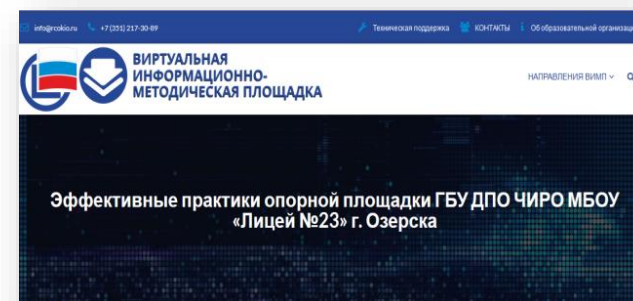 info@rcokio.ru +7 (351) 217-30-89 Техническая поддержка КОНТАКТЫ Об образовательной организац
ВИРТУАЛЬНАЯ
ИНФОРМАЦИОННО-
МЕТОДИЧЕСКАЯ ПЛОЩАДКА
НАПРАВЛЕНИЯ ВИМП
Эффективные практики опорной площадки ГБУ ДПО ЧИРО МБОУ
«Лицей №23» г. Озерска